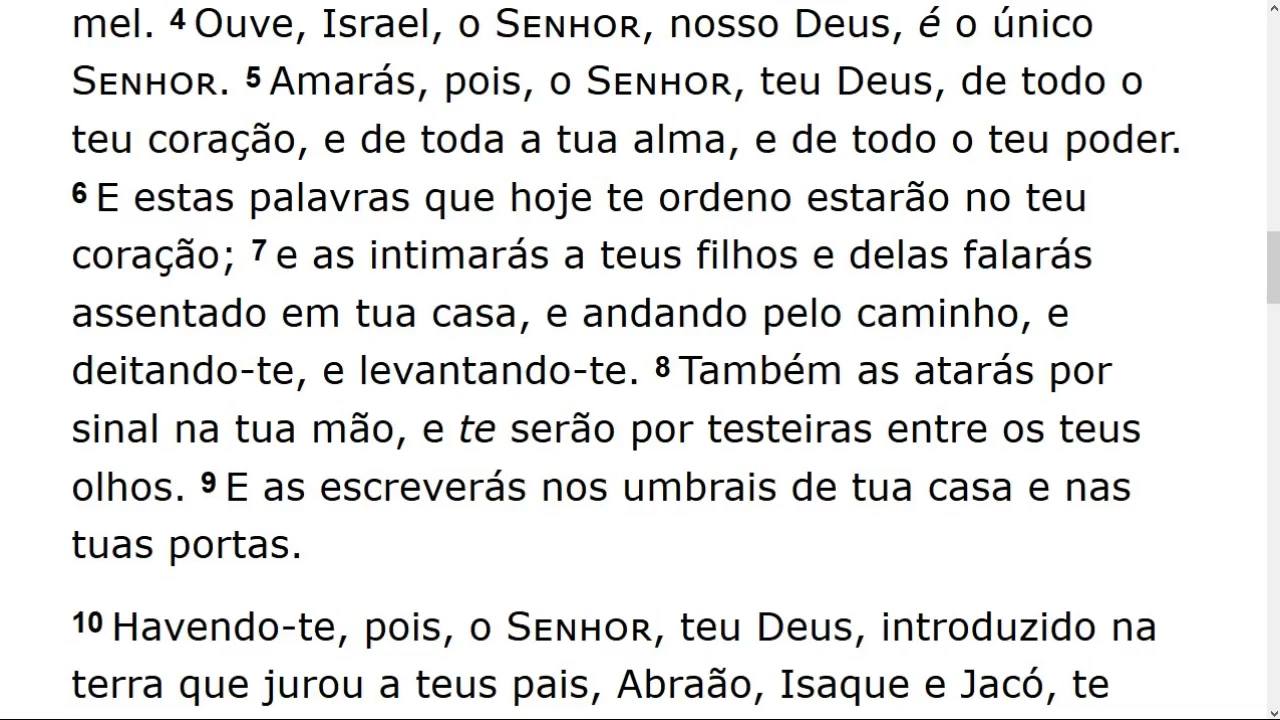 mel. 4 Ouve, Israel, o SENHOR, nosso Deus, é o único
SENHOR. 5 Amarás, pois, o SENHOR, teu Deus, de todo o
teu coração, e de toda a tua alma, e de todo o teu poder.
6 E estas palavras que hoje te ordeno estarão no teu
coração; 7 e as intimarás a teus filhos e delas falarás
assentado em tua casa, e andando pelo caminho, e
deitando-te, e levantando-te. 8 Também as atarás por
sinal na tua mão, e te serão por testeiras entre os teus
olhos. 9 E as escreverás nos umbrais de tua casa e nas
tuas portas.
10 Havendo-te, pois, o SENHOR, teu Deus, introduzido na
terra que jurou a teus pais, Abraão, Isaque e Jacó, te